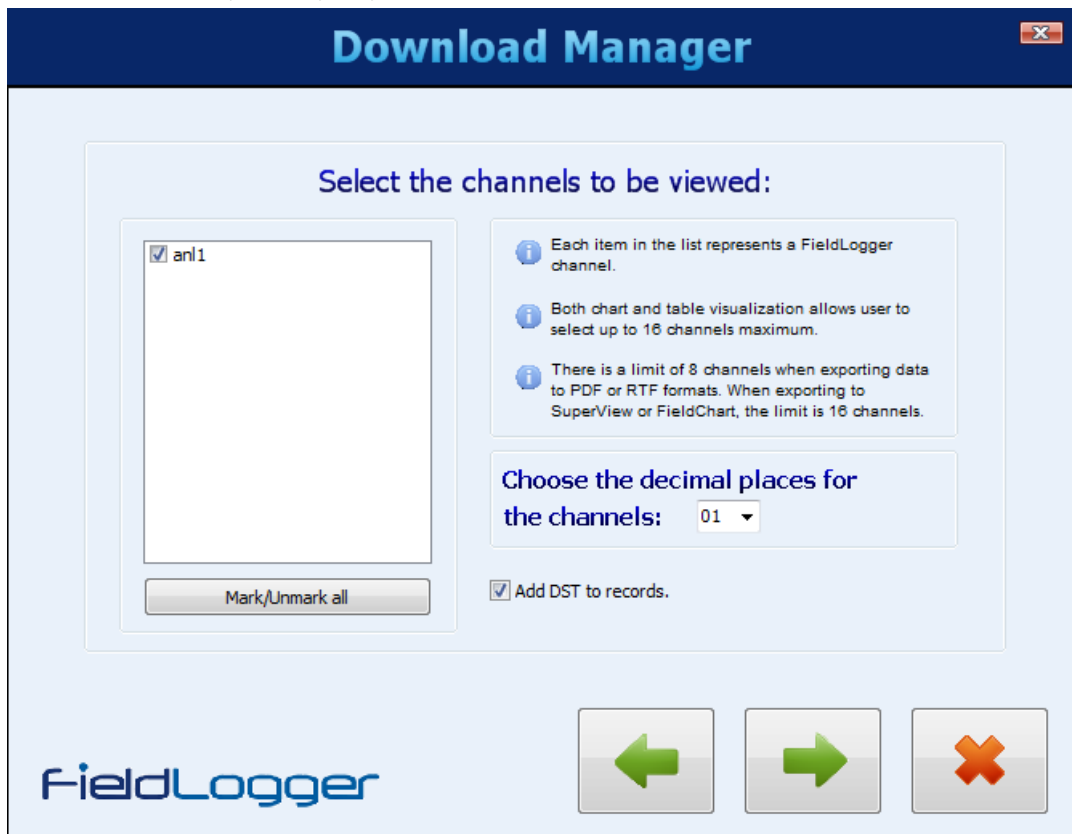 Download Manager
Select the channels to be viewed:
anl1
Mark/Unmark all
Each item in the list represents a FieldLogger
channel.
Both chart and table visualization allows user to
select up to 16 channels maximum.
There is a limit of 8 channels when exporting data
to PDF or RTF formats. When exporting to
SuperView or FieldChart, the limit is 16 channels.
Choose the decimal places for
the channels: 01
Add DST to records.
FieldLogger